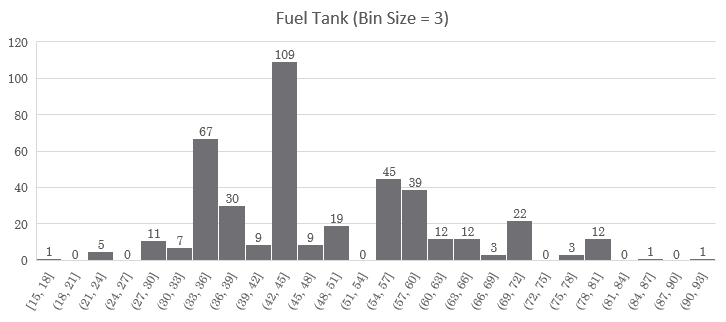 Fuel Tank (Bin Size = 3)
120
100
80
60
40
20
0
1 0 5 0 11 7 67 30 9 109 9 19 0 45 39 12 12 3 22 0 3 12 0 1 0 1
[15, 18] (18, 21] (21, 24] (24, 27] (27, 30] (30, 33] (33, 36] (36, 39] (39, 42] (42, 45] (45, 48] (48, 51] (51, 54] (54, 57] (57, 60] (60, 63] (63, 66] (66, 69] (69, 72] (72, 75] (75, 78] (78, 81] (81, 84] (84, 87] (87, 90] (90, 93]